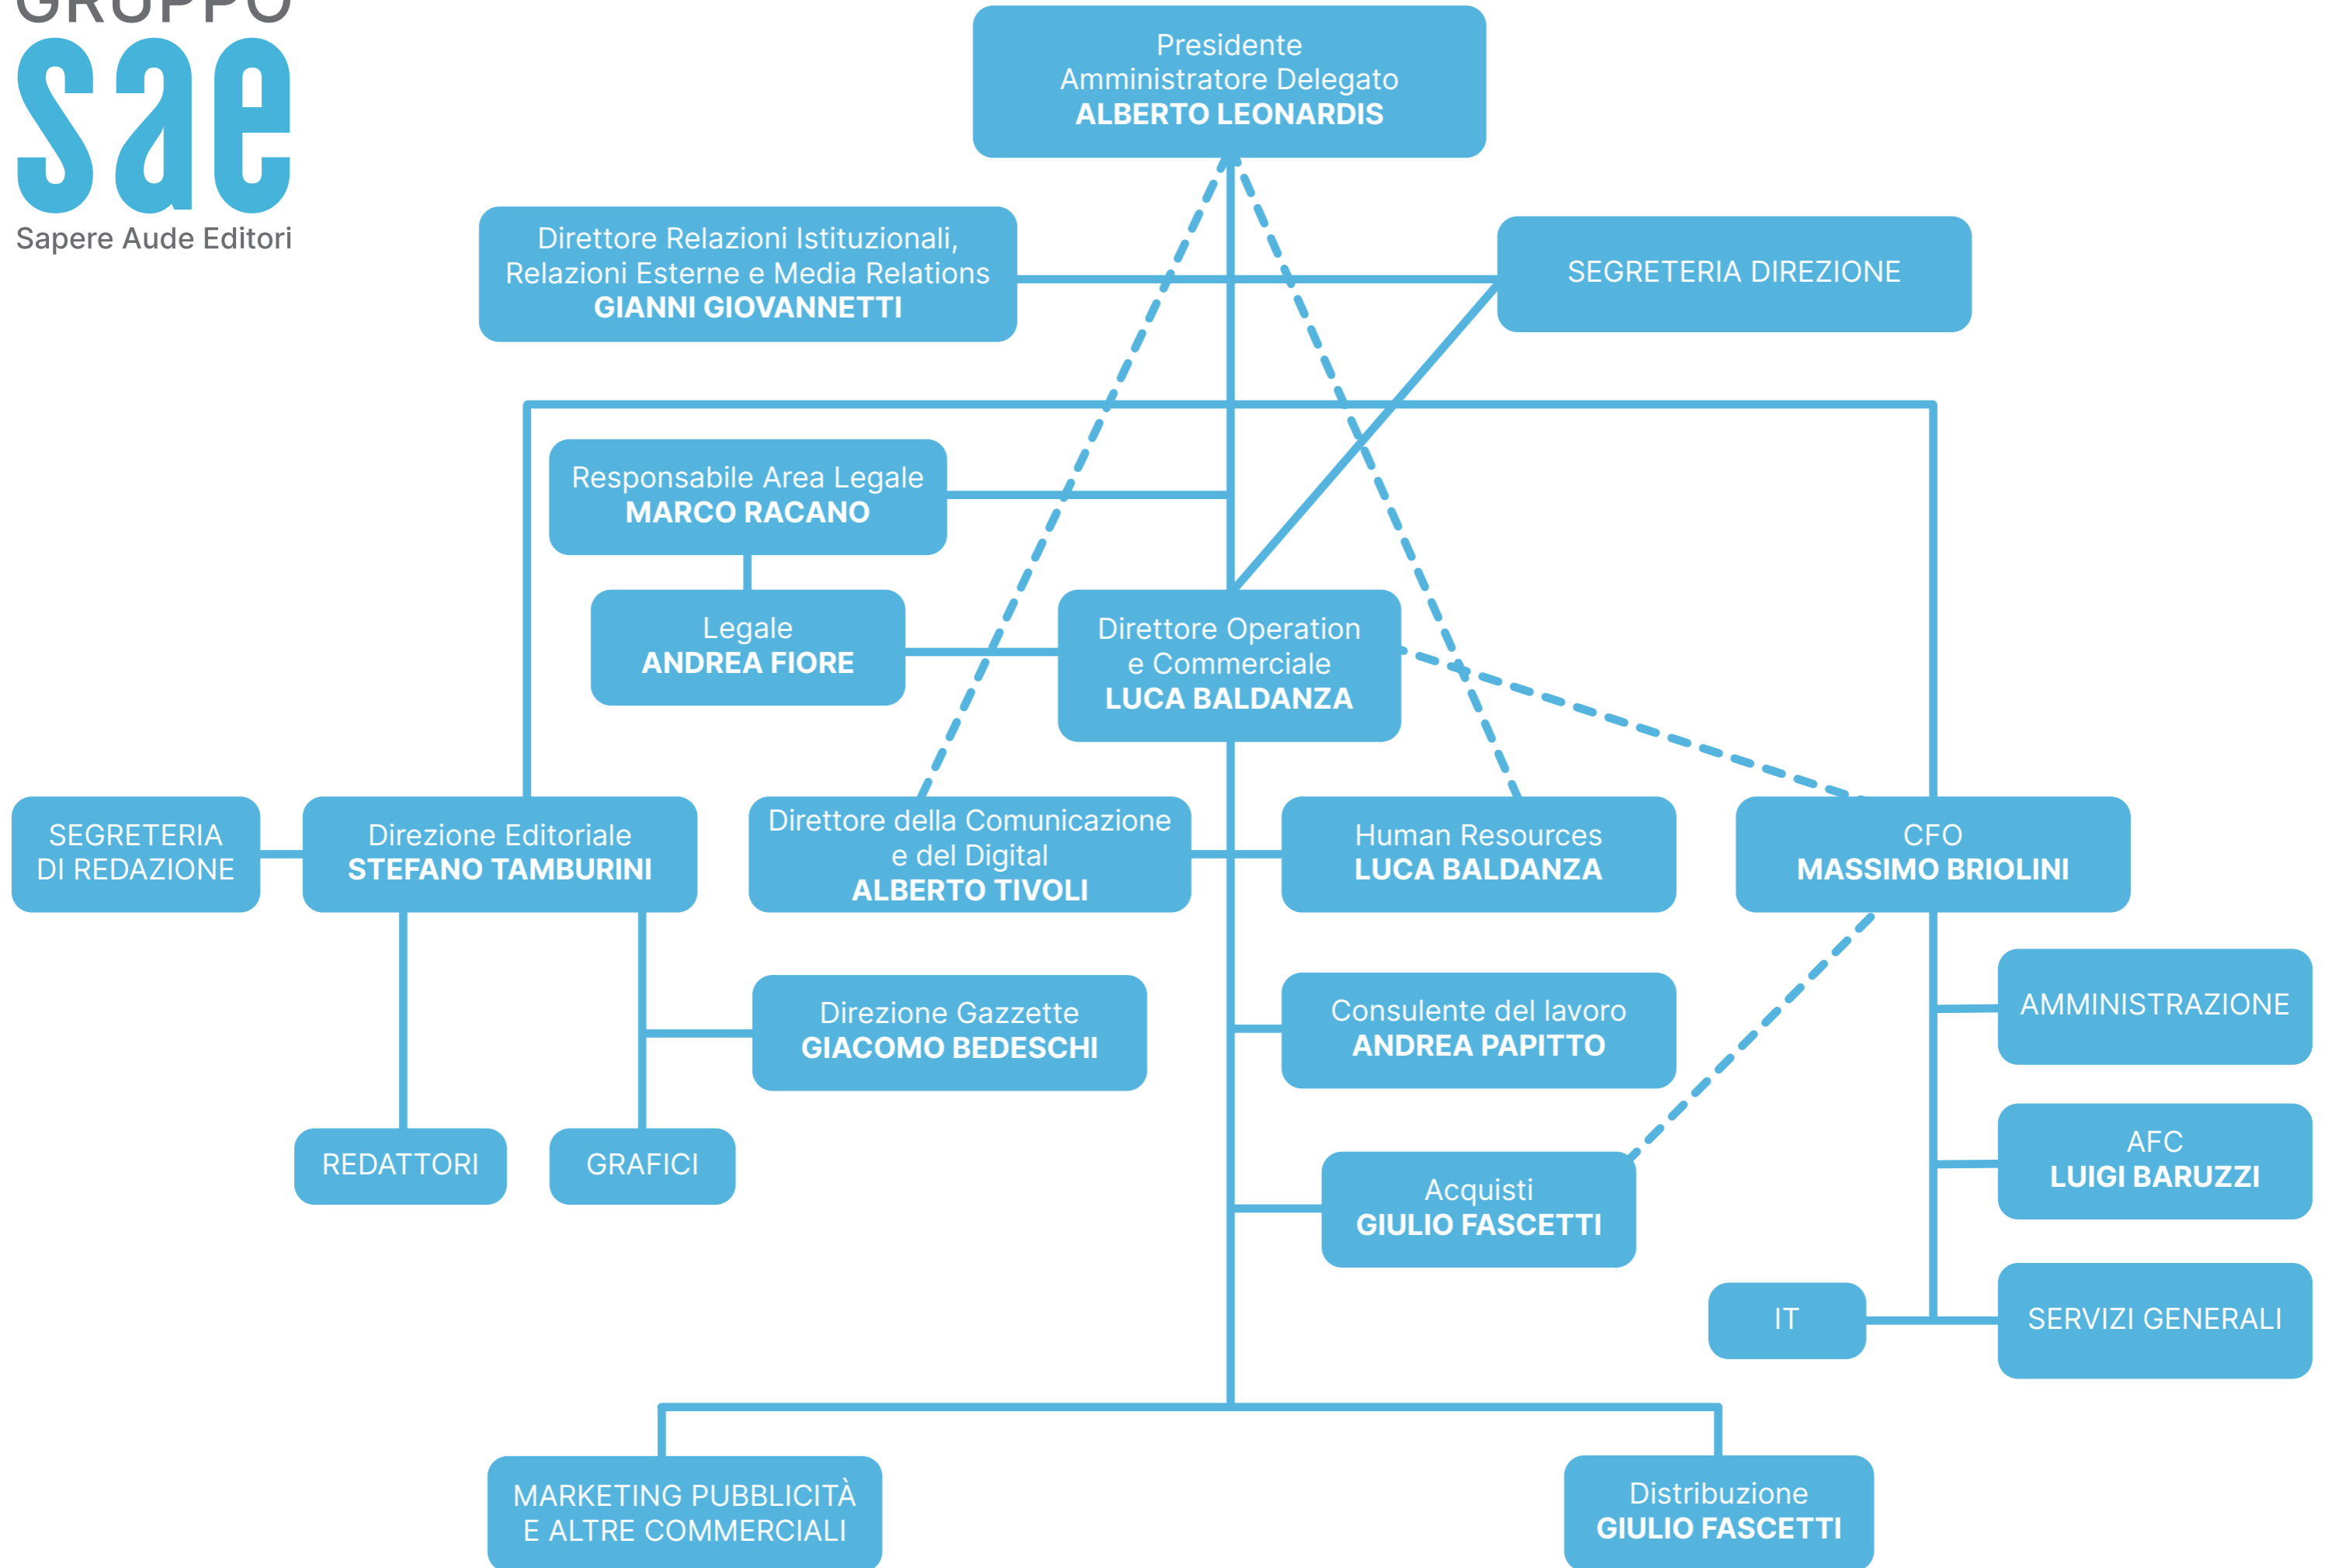 GRUPPO
sae
Sapere Aude Editori
Presidente
Amministratore Delegato
ALBERTO LEONARDIS
Direttore Relazioni Istituzionali,
Relazioni Esterne e Media Relations
GIANNI GIOVANNETTI
SEGRETERIA DIREZIONE
Responsabile Area Legale
MARCO RACANO
Legale
ANDREA FIORE
Direttore Operation
e Commerciale
LUCA BALDANZA
SEGRETERIA
DI REDAZIONE
Direzione Editoriale
STEFANO TAMBURINI
Direttore della Comunicazione
e del Digital
ALBERTO TIVOLI
Human Resources
LUCA BALDANZA
CFO
MASSIMO BRIOLINI
Direzione Gazzette
GIACOMO BEDESCHI
Consulente del lavoro
ANDREA PAPITTO
AMMINISTRAZIONE
REDATTORI
GRAFICI
Acquisti
GIULIO FASCETTI
AFC
LUIGI BARUZZI
IT
SERVIZI GENERALI
MARKETING PUBBLICITÀ
E ALTRE COMMERCIALI
Distribuzione
GIULIO FASCETTI